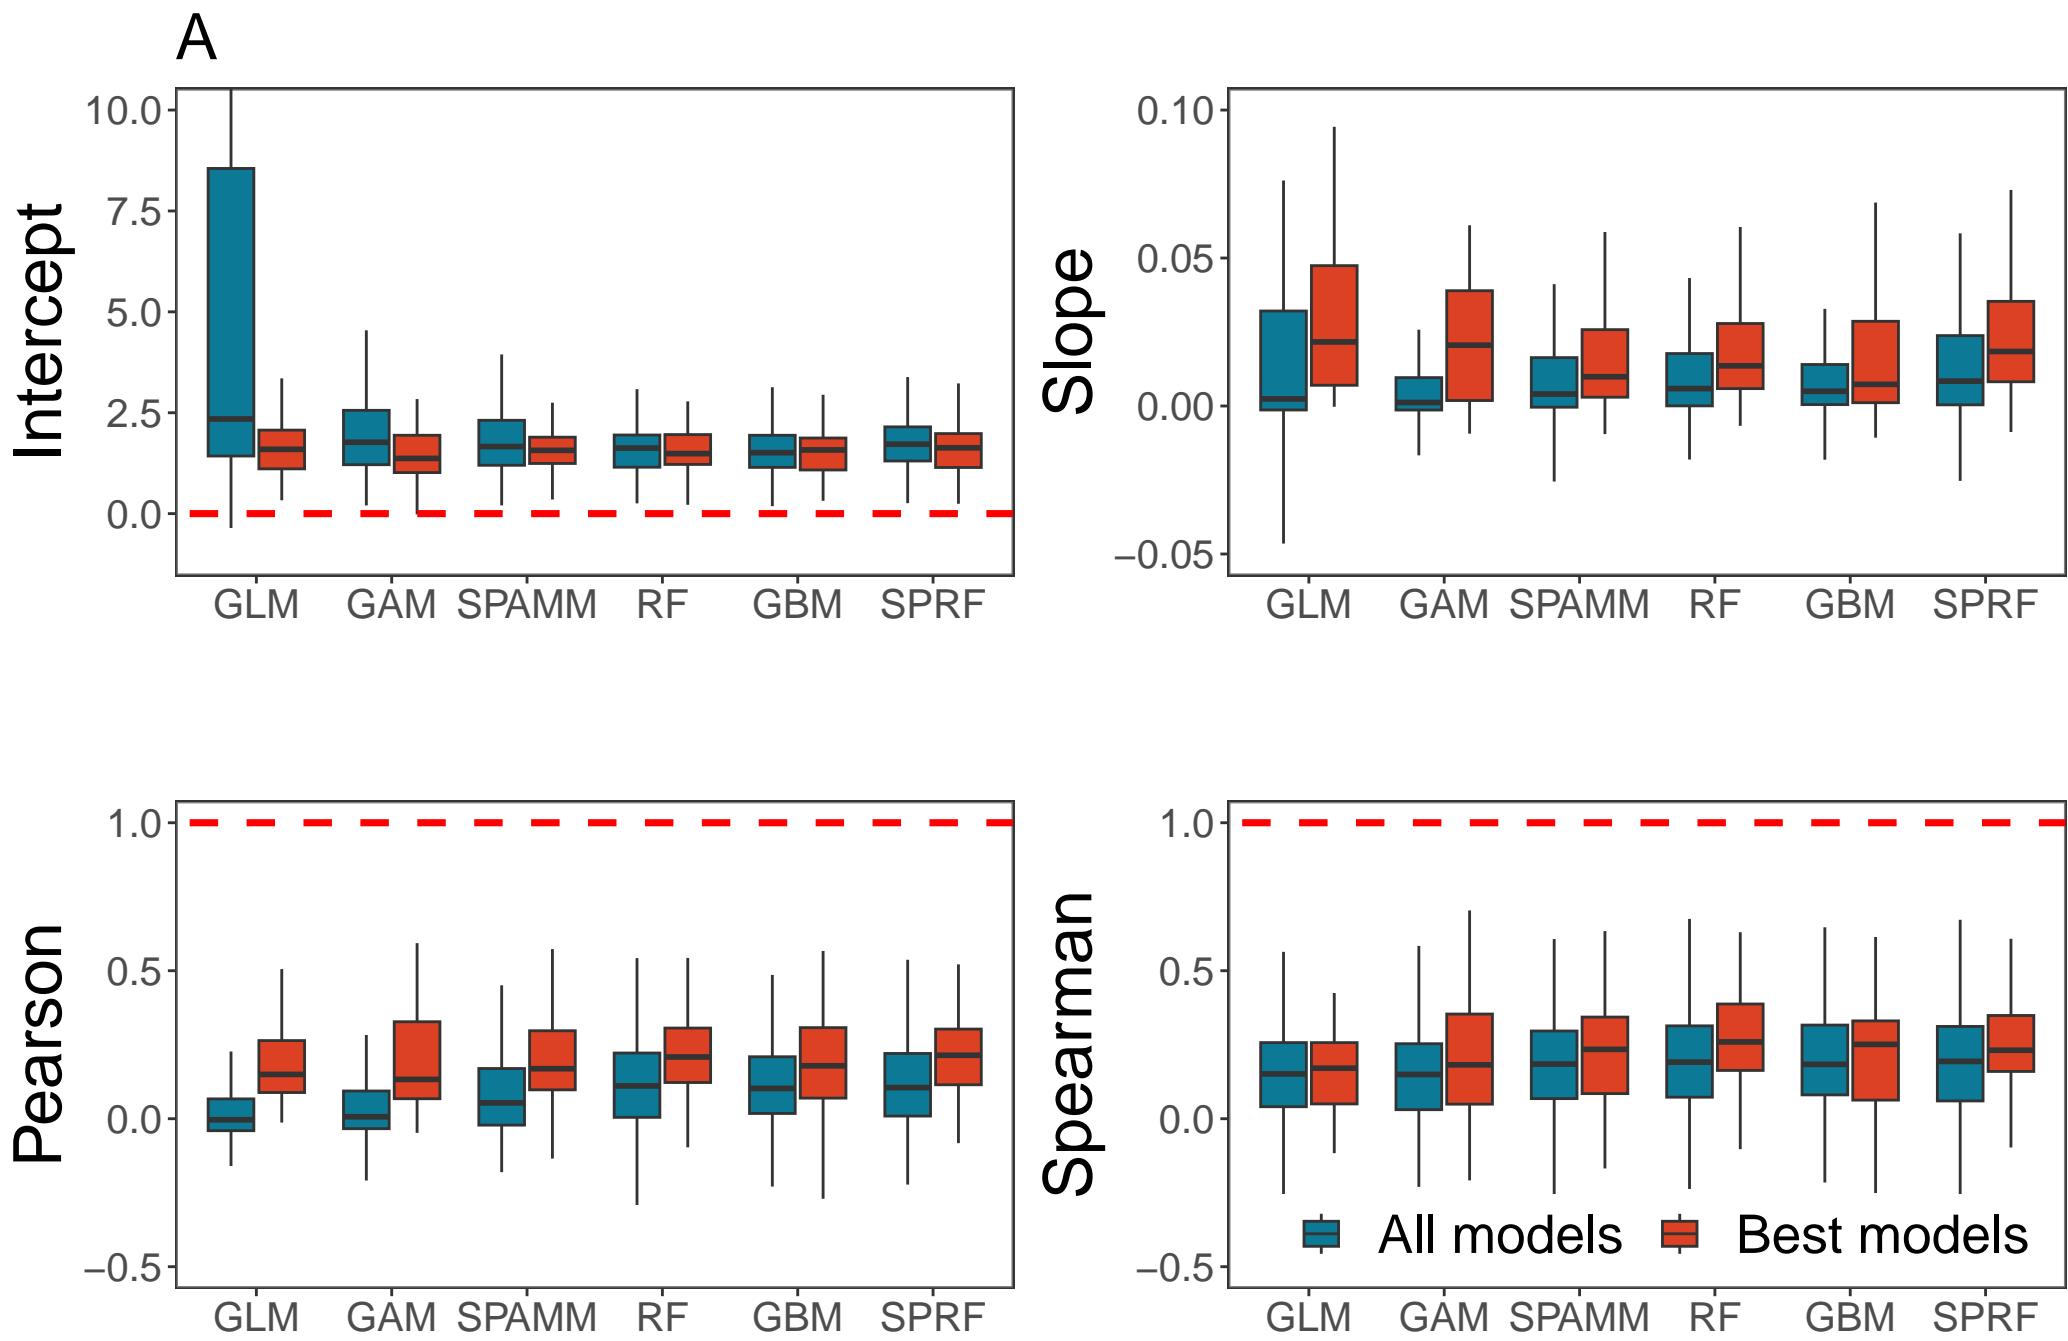 A
Intercept
10.0
7.5
5.0
2.5
0.0
GLM GAM SPAMM RF GBM SPRF
Slope
0.10
0.05
0.00
−0.05
GLM GAM SPAMM RF GBM SPRF
Pearson
1.0
0.5
0.0
−0.5
GLM GAM SPAMM RF GBM SPRF
Spearman
1.0
0.5
0.0
−0.5
All models Best models
GLM GAM SPAMM RF GBM SPRF